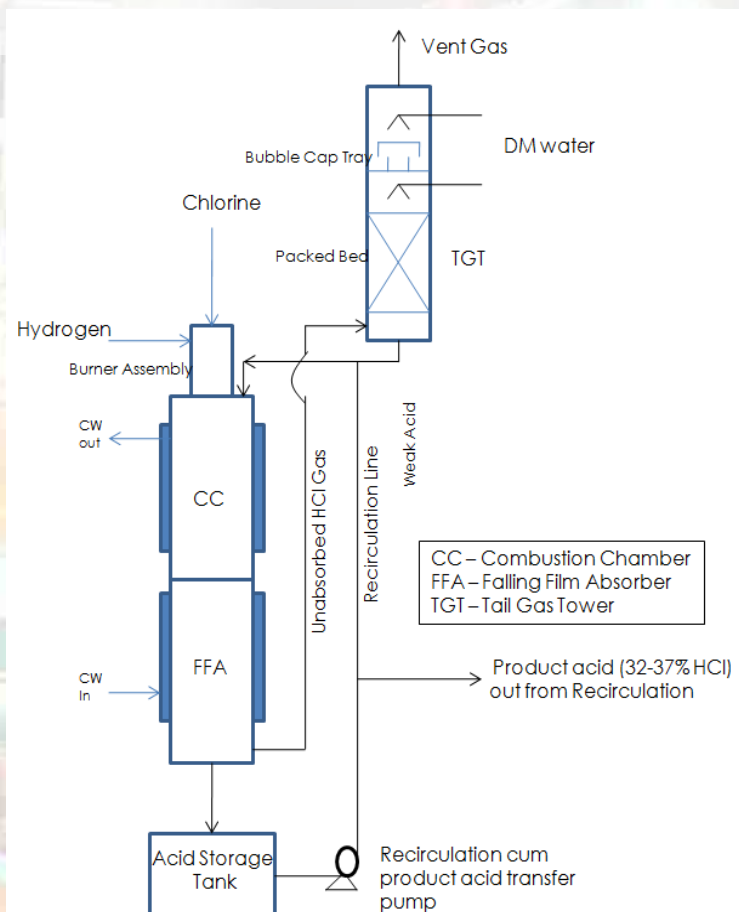 Vent Gas
DM water
Bubble Cap Tray
Chlorine
Packed Bed
TGT
Hydrogen
Burner Assembly
CW
out
CC
Unabsorbed HCl Gas
Recirculation Line
Weak Acid
CC – Combustion Chamber
FFA – Falling Film Absorber
TGT – Tail Gas Tower
FFA
CW
In
Product acid (32-37% HCl)
out from Recirculation
Acid Storage
Tank
Recirculation cum
product acid transfer
pump